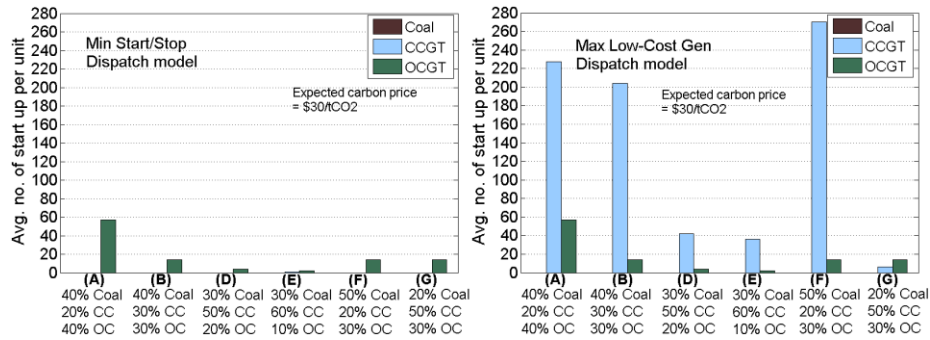 280
260
240
220
200
180
160
140
120
100
80
60
40
20
0
Avg. no. of start up per unit
Min Start/Stop
Dispatch model
Coal
CCGT
OCGT
Expected carbon price
= $30/tCO2
(A) (B) (D) (E) (F) (G)
40% Coal 40% Coal 30% Coal 30% Coal 50% Coal 20% Coal
20% CC 30% CC 50% CC 60% CC 20% CC 50% CC
40% OC 30% OC 20% OC 10% OC 30% OC 30% OC
280
260
240
220
200
180
160
140
120
100
80
60
40
20
0
Avg. no. of start up per unit
Max Low-Cost Gen
Dispatch model
Coal
CCGT
OCGT
Expected carbon price
= $30/tCO2
(A) (B) (D) (E) (F) (G)
40% Coal 40% Coal 30% Coal 30% Coal 50% Coal 20% Coal
20% CC 30% CC 50% CC 60% CC 20% CC 50% CC
40% OC 30% OC 20% OC 10% OC 30% OC 30% OC